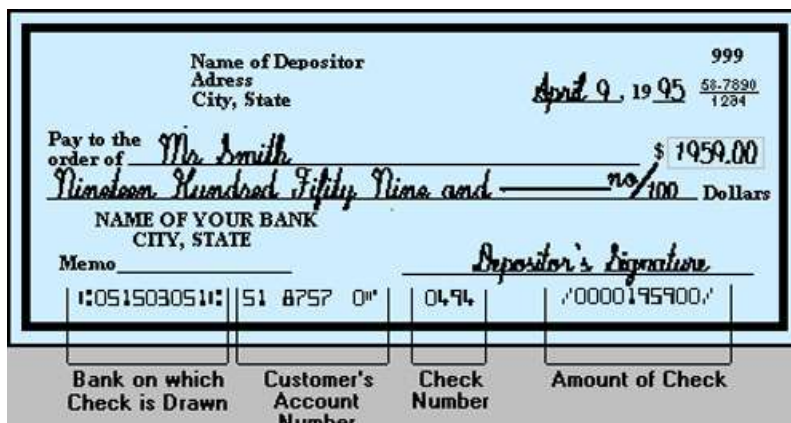 Name of Depositor
Adress
City, State
999
April 9, 19 95
58-7890
1234
Pay to the
order of Mr Smith $ 1959.00
Nineteen Hundred Fifity Nine and no/100 Dollars
NAME OF YOUR BANK
CITY, STATE
Memo
Depositor's Signature
⑆051503051⑆ 51 8757 0⑈ 0494 ⑇0000195900⑇
Bank on which
Check is Drawn
Customer's
Account
Number
Check
Number
Amount of Check